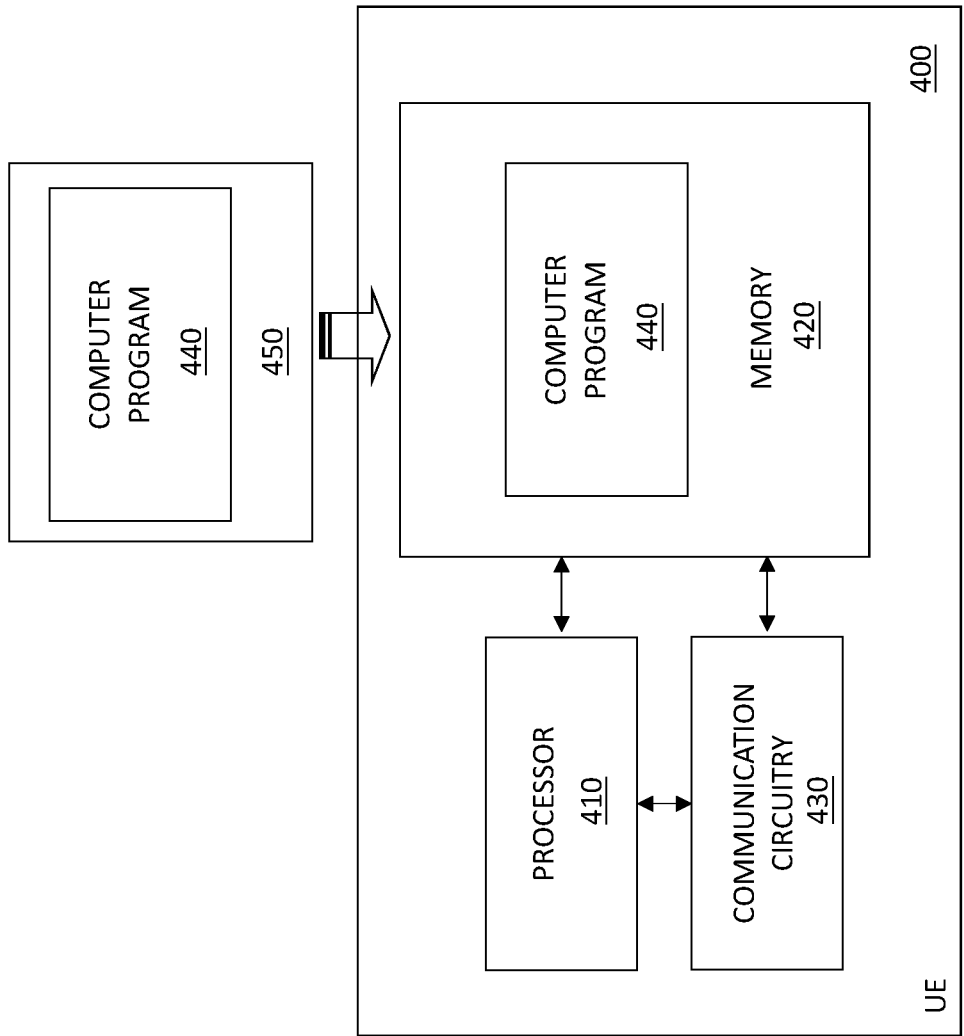 COMPUTER
PROGRAM
440
450
PROCESSOR
410
COMMUNICATION
CIRCUITRY
430
COMPUTER
PROGRAM
440
MEMORY
420
UE
400